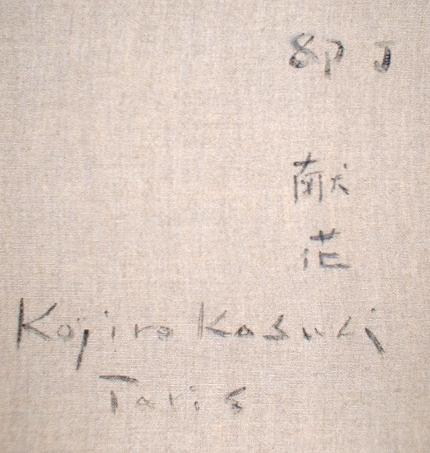 8P
献
花
Kojiro Kosugi
Paris